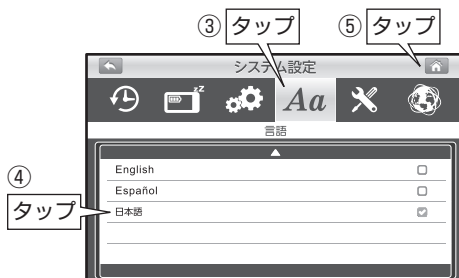 ③ タップ
⑤ タップ
システム設定
zZ
Aa
言語
English
Español
④
タップ
日本語